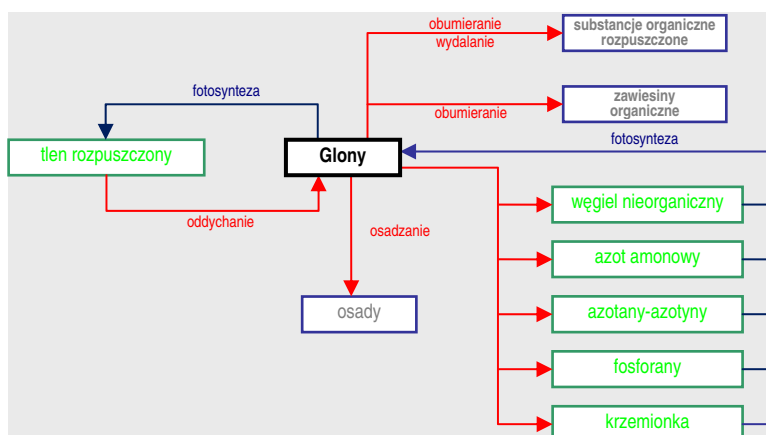 obumieranie
wydalanie
substancje organiczne
rozpuszczone
fotosynteza
obumieranie
zawiesiny
organiczne
fotosynteza
tlen rozpuszczony
Glony
oddychanie
osadzanie
węgiel nieorganiczny
azot amonowy
osady
azotany-azotyny
fosforany
krzemionka